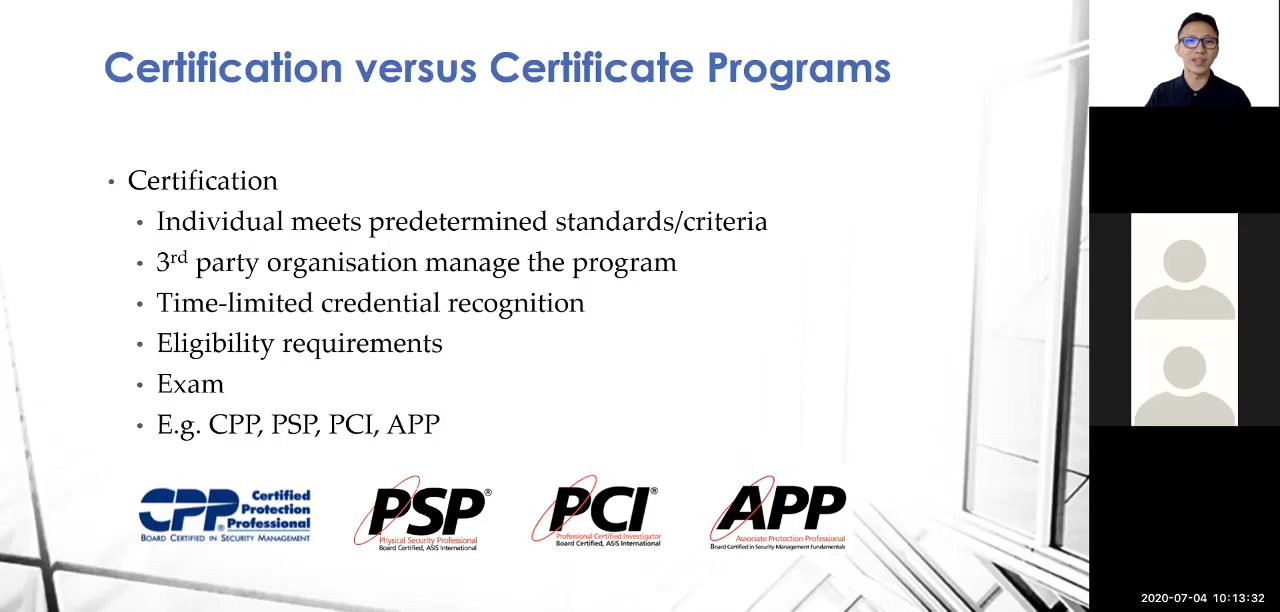 Certification versus Certificate Programs
• Certification
• Individual meets predetermined standards/criteria
• 3rd party organisation manage the program
• Time-limited credential recognition
• Eligibility requirements
• Exam
• E.g. CPP, PSP, PCI, APP
CPP® Certified
Protection
Professional
BOARD CERTIFIED IN SECURITY MANAGEMENT
PSP®
Physical Security Professional
Board Certified, ASIS International
PCI®
Professional Certified Investigator
Board Certified, ASIS International
APP
Associate Protection Professional
Board Certified in Security Management Fundamentals
2020-07-04 10:13:32